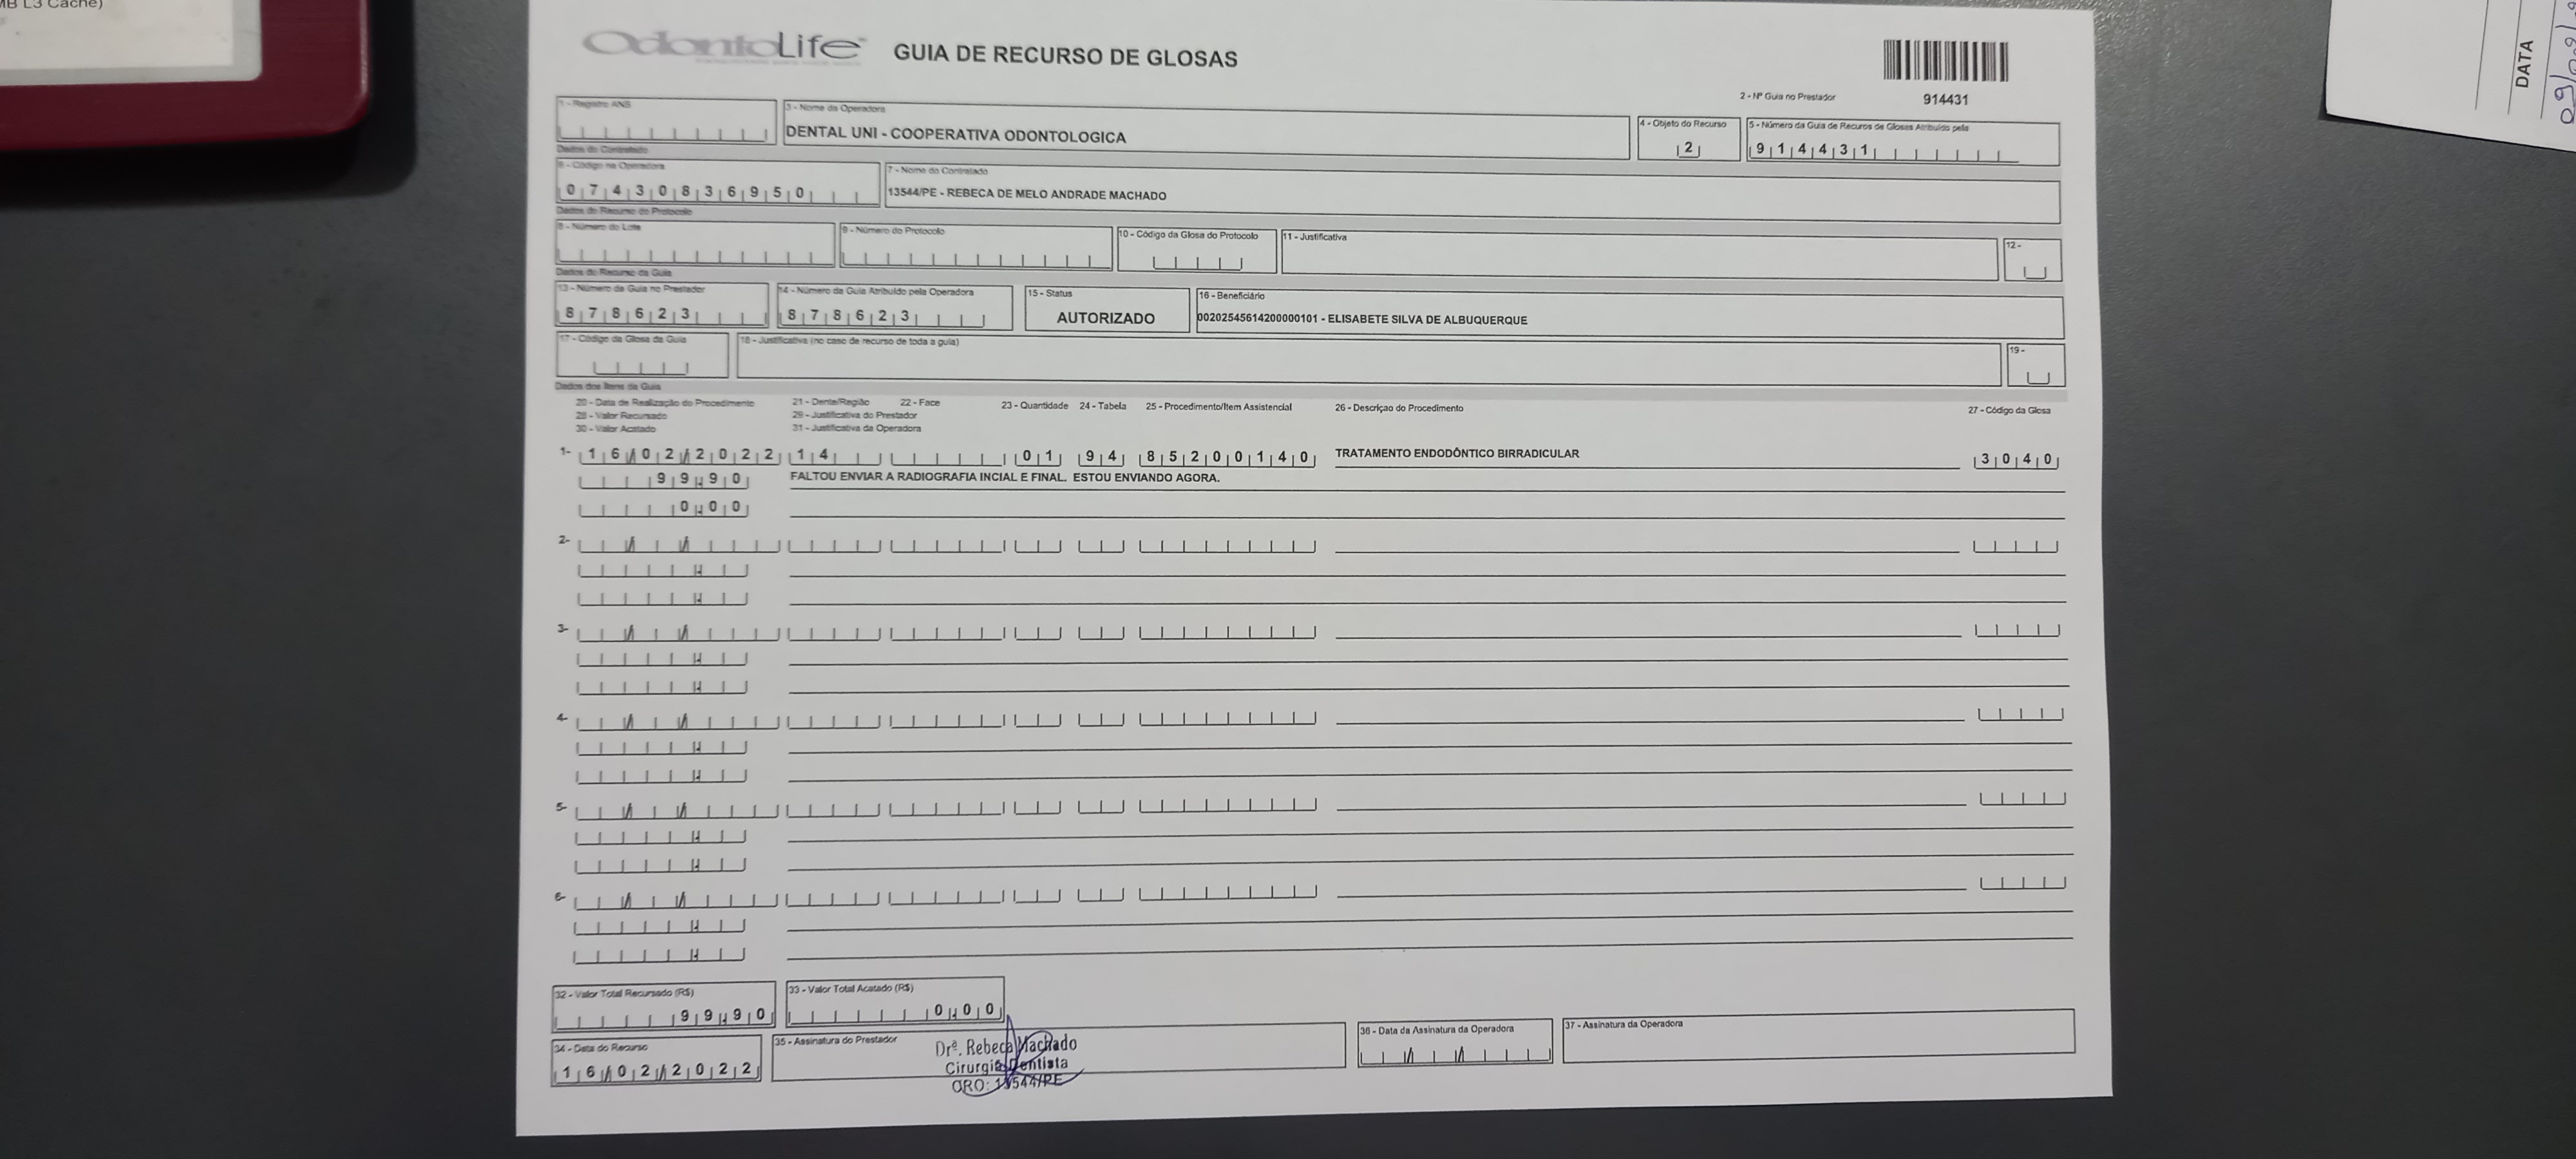 MB L3 Cache)
OdontoLife GUIA DE RECURSO DE GLOSAS
2 - Nº Guia no Prestador 914431
DATA
1 - Registro ANS
3 - Nome da Operadora
DENTAL UNI - COOPERATIVA ODONTOLOGICA
4 - Objeto do Recurso
2
5 - Número da Guia de Recuros de Glosas Atribuído pela
914431
Dados do Contratado
6 - Código na Operadora
07430836950
7 - Nome do Contratado
13544/PE - REBECA DE MELO ANDRADE MACHADO
Dados do Recurso do Protocolo
8 - Número do Lote
9 - Número do Protocolo
10 - Código da Glosa do Protocolo
11 - Justificativa
12 -
Dados do Recurso da Guia
13 - Número da Guia no Prestador
878623
14 - Número da Guia Atribuído pela Operadora
878623
15 - Status
AUTORIZADO
16 - Beneficiário
00202545614200000101 - ELISABETE SILVA DE ALBUQUERQUE
17 - Código da Glosa da Guia
18 - Justificativa (no caso de recurso de toda a guia)
19 -
Dados dos Itens da Guia
20 - Data de Realização do Procedimento 21 - Dente/Região 22 - Face 23 - Quantidade 24 - Tabela 25 - Procedimento/Item Assistencial 26 - Descriçao do Procedimento 27 - Código da Glosa
28 - Valor Recursado 29 - Justificativa do Prestador
30 - Valor Acatado 31 - Justificativa da Operadora
1- 16/02/2022 14 01 94 85200140 TRATAMENTO ENDODÔNTICO BIRRADICULAR 3040
99,90 FALTOU ENVIAR A RADIOGRAFIA INCIAL E FINAL. ESTOU ENVIANDO AGORA.
0,00
2-
3-
4-
5-
6-
32 - Valor Total Recursado (R$)
99,90
33 - Valor Total Acatado (R$)
0,00
34 - Data do Recurso
16/02/2022
35 - Assinatura do Prestador
Drª. Rebeca Machado
Cirurgiã Dentista
CRO: 13544/PE
36 - Data da Assinatura da Operadora
37 - Assinatura da Operadora